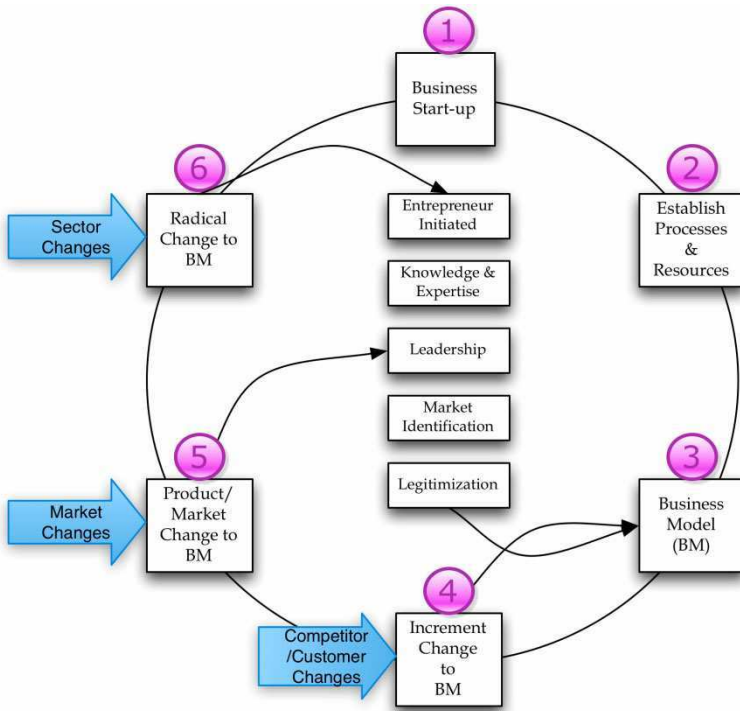 1
Business
Start-up
2
Establish
Processes
&
Resources
3
Business
Model
(BM)
4
Increment
Change
to
BM
Competitor
/Customer
Changes
5
Product/
Market
Change to
BM
Market
Changes
6
Radical
Change to
BM
Sector
Changes
Entrepreneur
Initiated
Knowledge &
Expertise
Leadership
Market
Identification
Legitimization